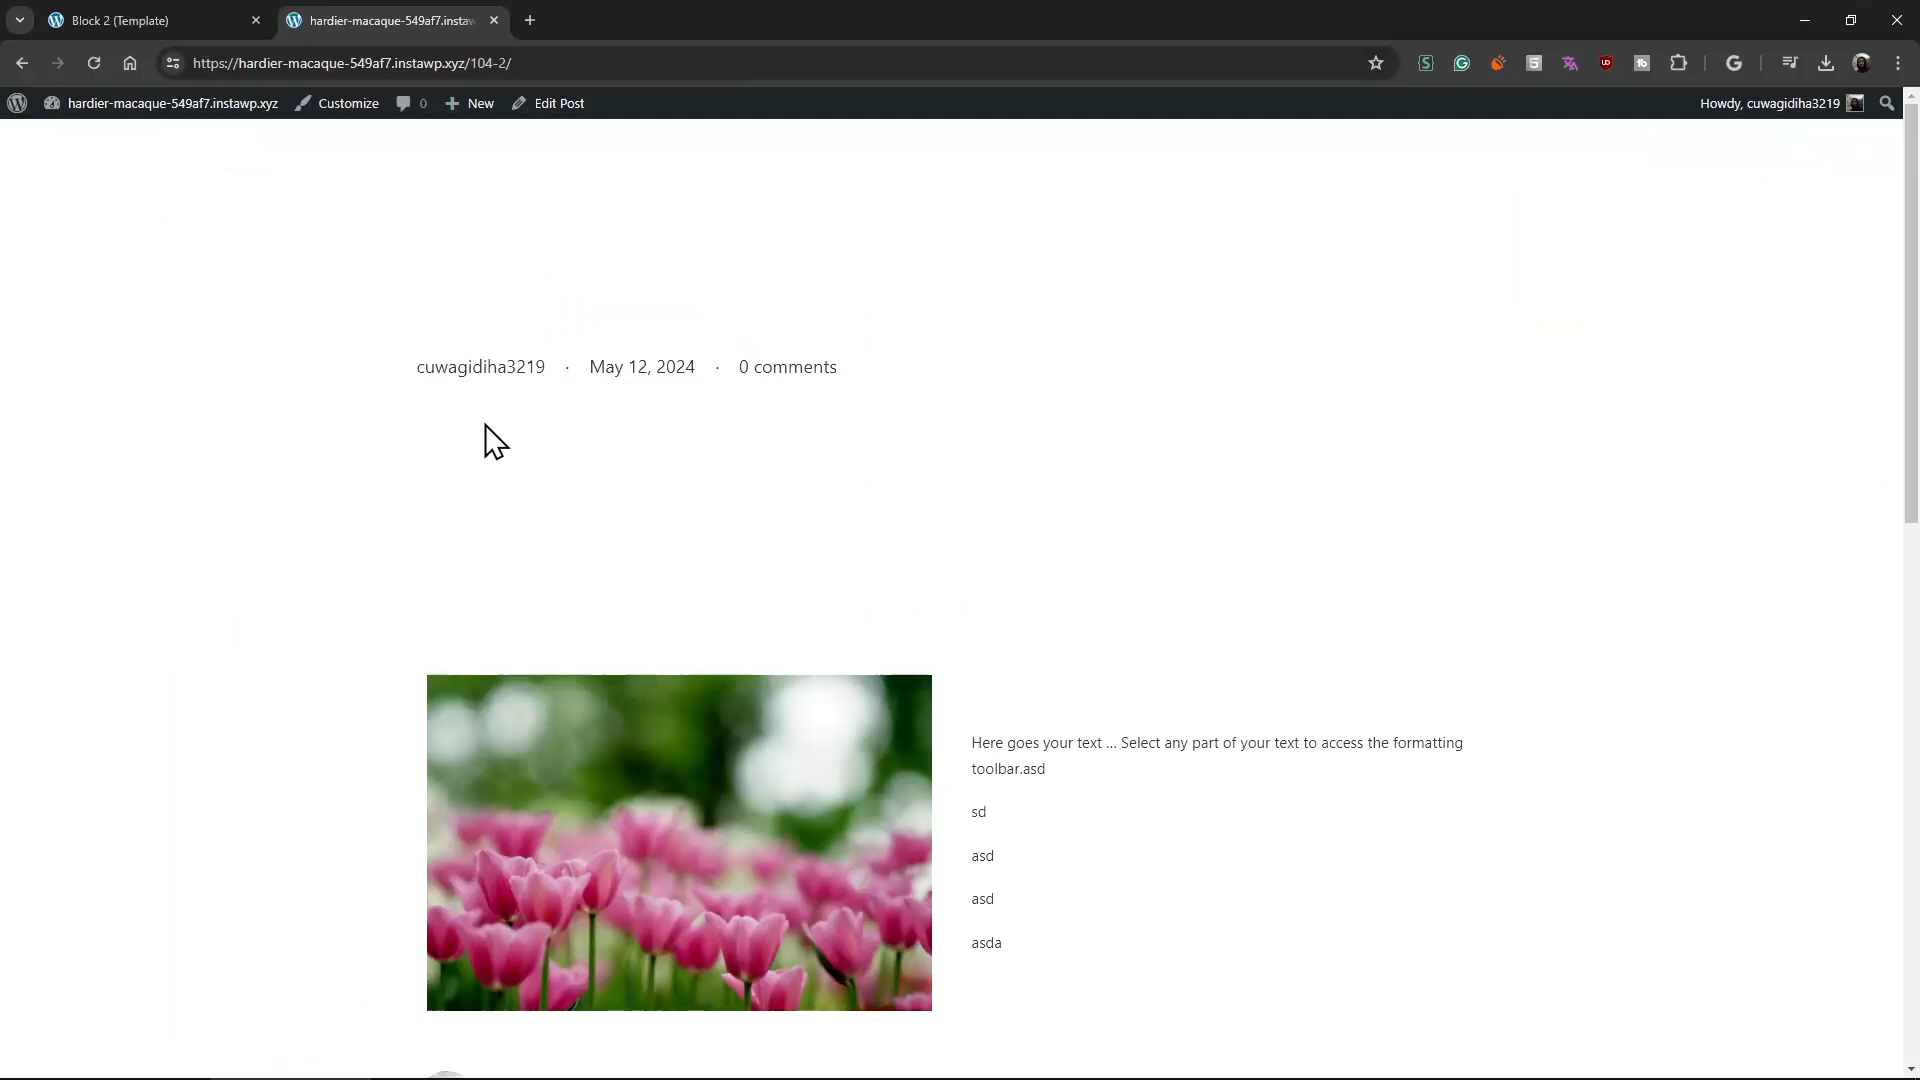 Block 2 (Template)
hardier-macaque-549af7.instaw
https://hardier-macaque-549af7.instawp.xyz/104-2/
hardier-macaque-549af7.instawp.xyz Customize 0 New Edit Post Howdy, cuwagidiha3219
cuwagidiha3219 · May 12, 2024 · 0 comments
Here goes your text ... Select any part of your text to access the formatting
toolbar.asd
sd
asd
asd
asda